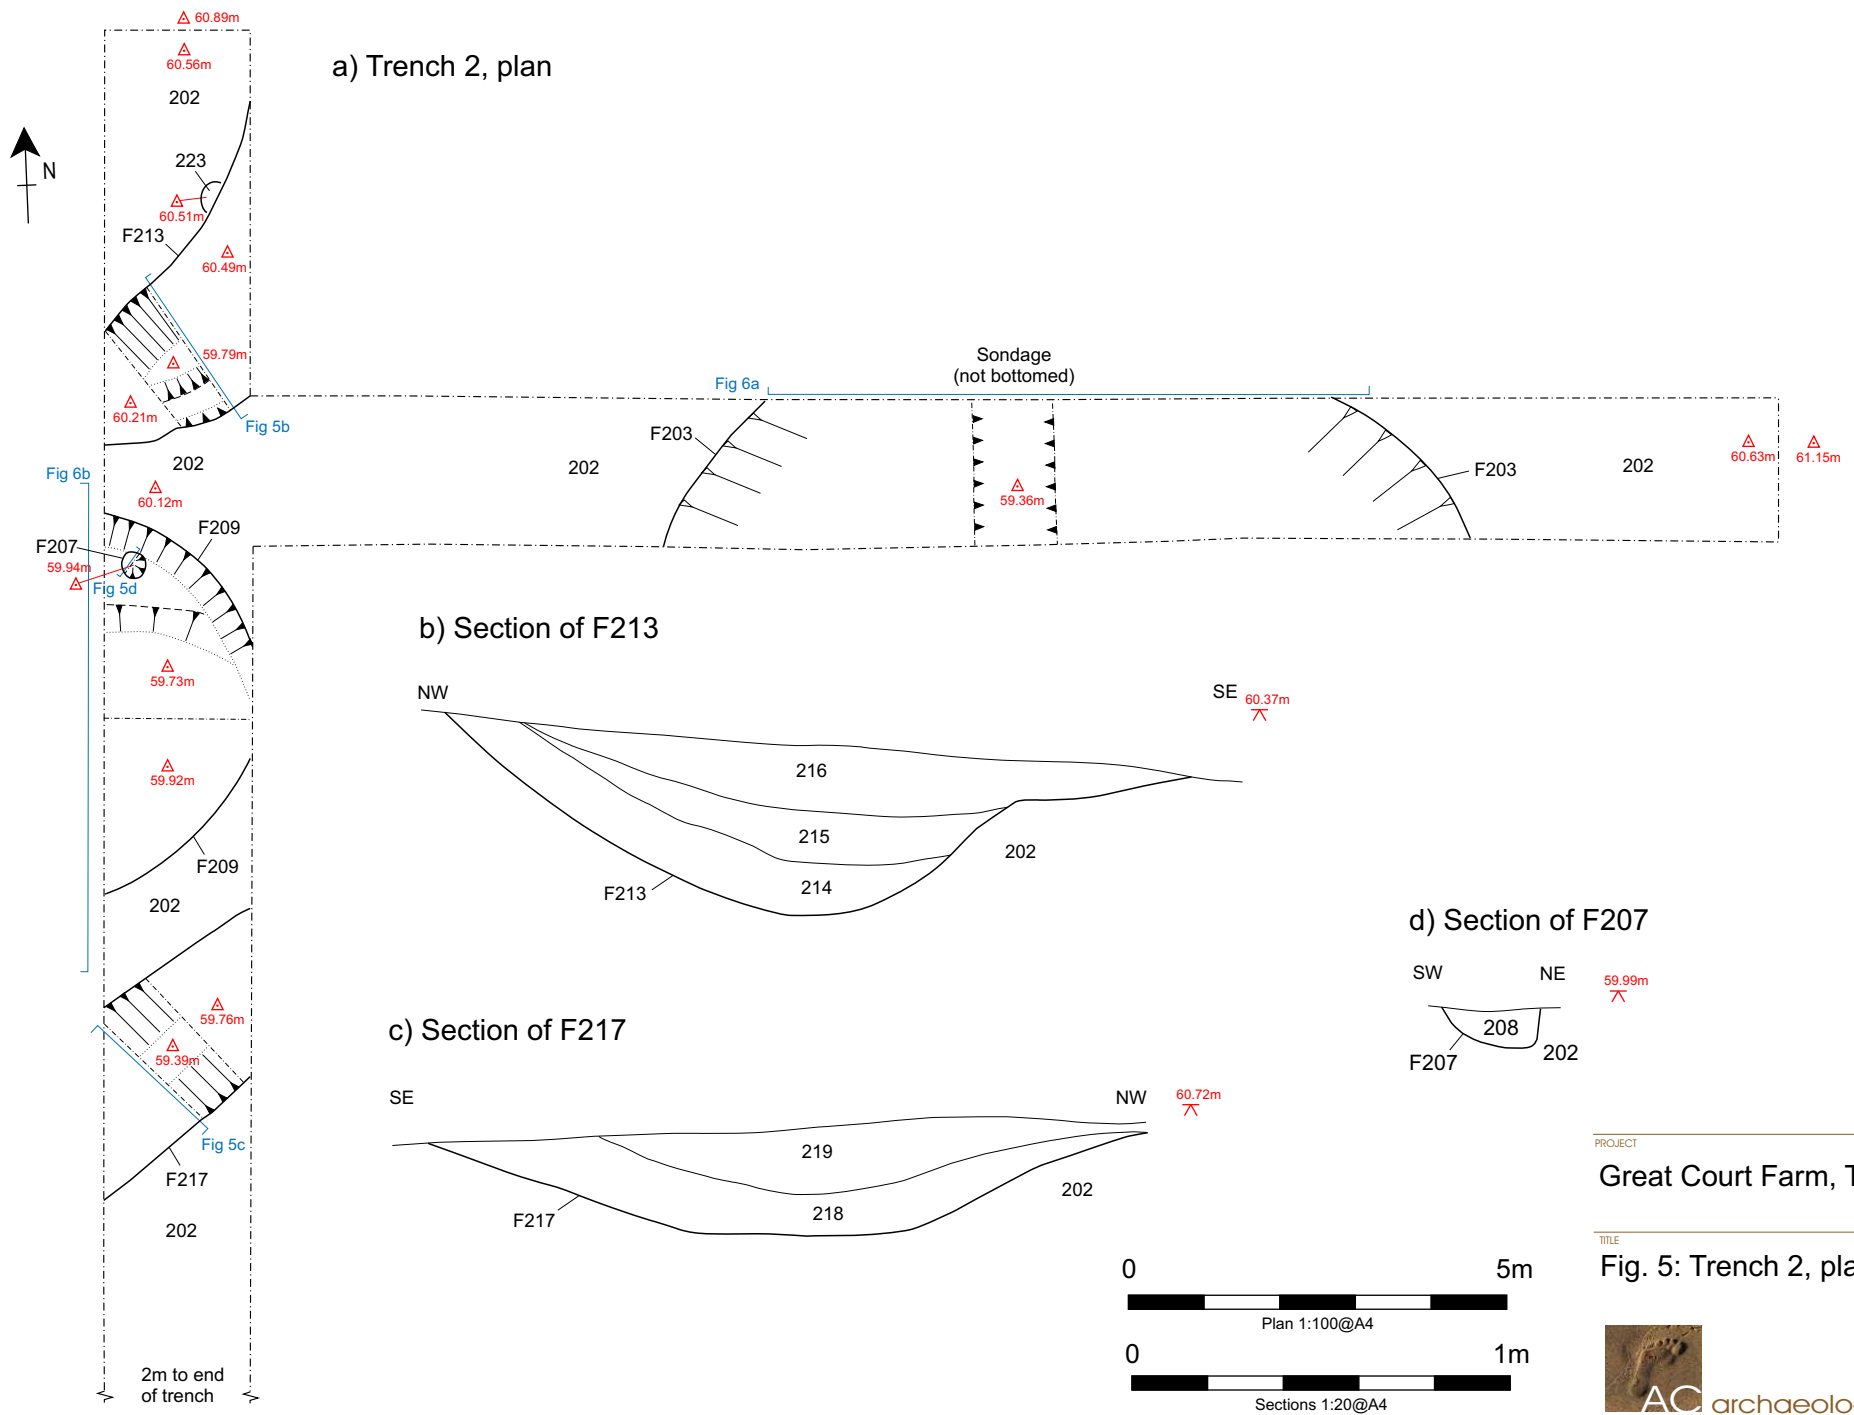 60.89m
60.56m
a) Trench 2, plan
202
223
N
60.51m
F213
60.49m
59.79m
Sondage
(not bottomed)
Fig 6a
60.21m
Fig 5b
F203
202
202
F203
202
60.63m
61.15m
Fig 6b
60.12m
59.36m
F209
F207
59.94m
Fig 5d
b) Section of F213
59.73m
NW
SE
60.37m
59.92m
216
215
202
F209
F213
214
202
d) Section of F207
SW
NE
59.99m
59.76m
c) Section of F217
208
59.39m
F207
202
SE
NW
60.72m
Fig 5c
219
PROJECT
F217
202
Great Court Farm,
F217
218
202
TITLE
0
5m
Fig. 5: Trench 2,
Plan 1:100@A4
0
1m
2m to end
of trench
Sections 1:20@A4
AC